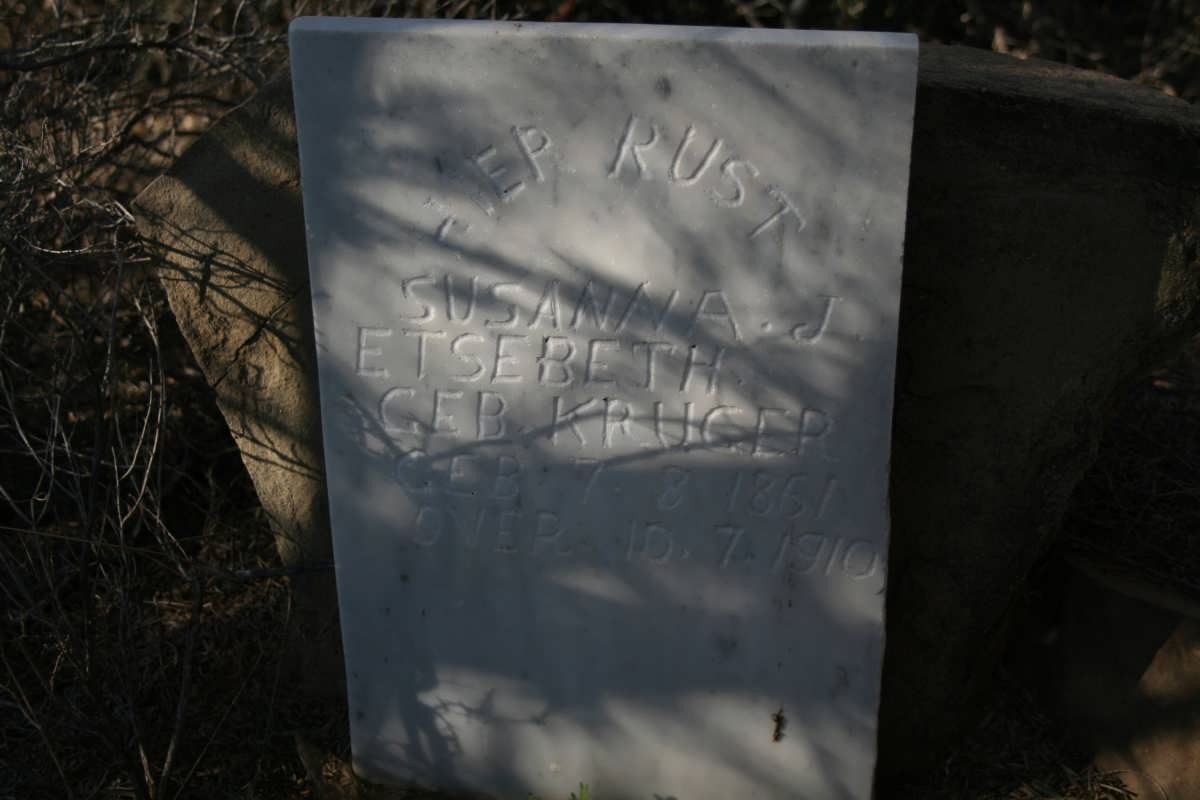 HIER RUST
SUSANNA. J.
ETSEBETH.
GEB. KRUGER
GEB. 7. 8 1861
OVER. 10. 7. 1910